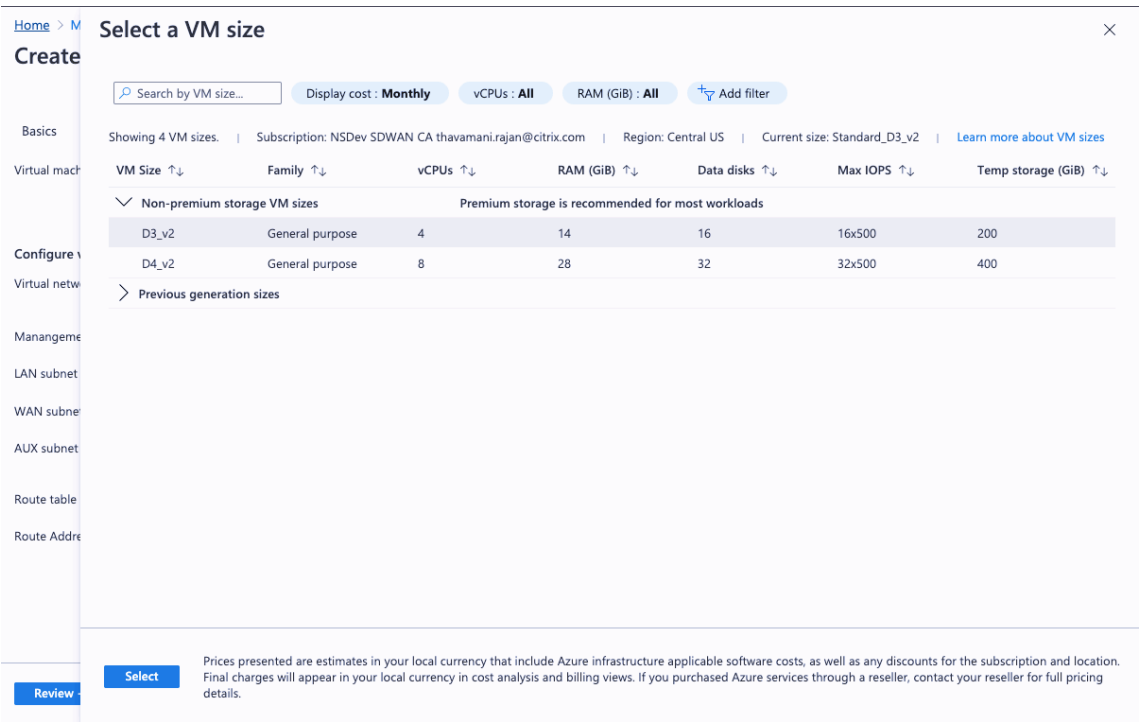 Home > M
Create
Basics
Virtual mach
Configure v
Virtual netw
Manangeme
LAN subnet
WAN subnet
AUX subnet
Route table
Route Addre
Review
Select a VM size
Search by VM size...
Display cost : Monthly
vCPUs : All
RAM (GiB) : All
Add filter
Showing 4 VM sizes. | Subscription: NSDev SDWAN CA thavamani.rajan@citrix.com | Region: Central US | Current size: Standard_D3_v2 | Learn more about VM sizes
VM Size ↑↓ Family ↑↓ vCPUs ↑↓ RAM (GiB) ↑↓ Data disks ↑↓ Max IOPS ↑↓ Temp storage (GiB) ↑↓
Non-premium storage VM sizes Premium storage is recommended for most workloads
D3_v2 General purpose 4 14 16 16x500 200
D4_v2 General purpose 8 28 32 32x500 400
Previous generation sizes
Select
Prices presented are estimates in your local currency that include Azure infrastructure applicable software costs, as well as any discounts for the subscription and location.
Final charges will appear in your local currency in cost analysis and billing views. If you purchased Azure services through a reseller, contact your reseller for full pricing
details.